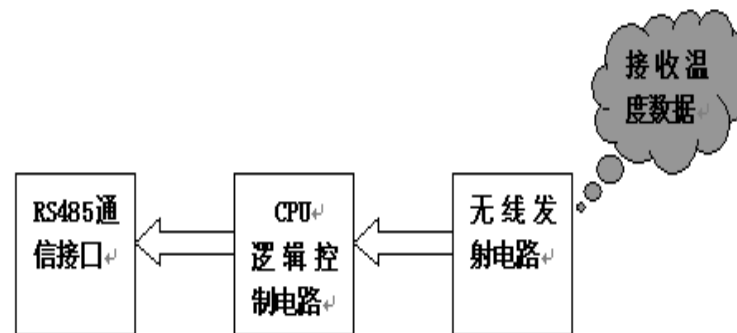 接收温
度数据
RS485通
信接口
CPU
逻辑控
制电路
无线发
射电路